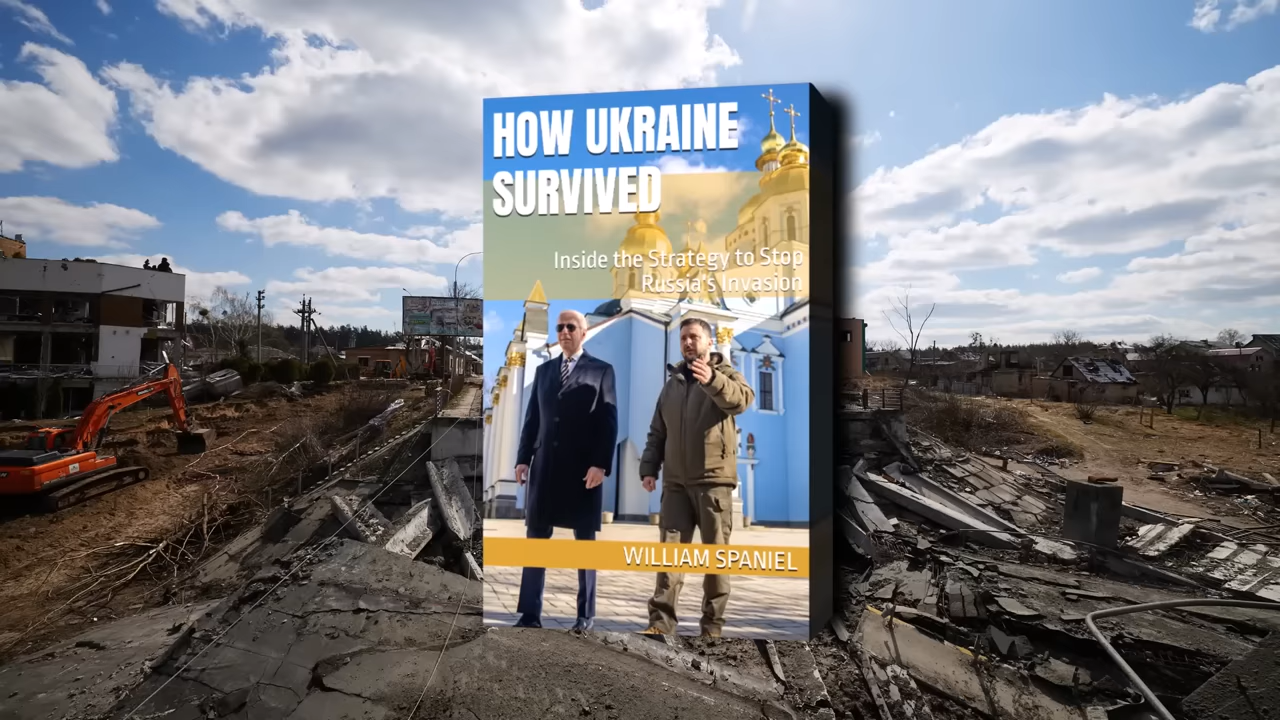 HOW UKRAINE
SURVIVED
Inside the Strategy to Stop
Russia's Invasion
WILLIAM SPANIEL